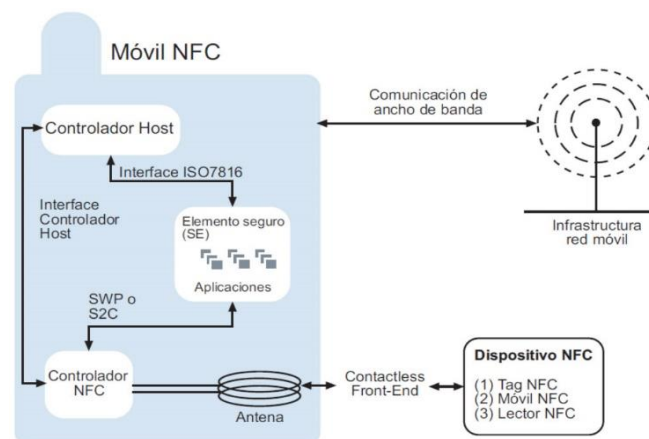 Móvil NFC
Controlador Host
Interface ISO7816
Interface
Controlador
Host
Elemento seguro
(SE)
Aplicaciones
SWP o
S2C
Controlador
NFC
Antena
Comunicación de
ancho de banda
Infrastructura
red móvil
Contactless
Front-End
Dispositivo NFC
(1) Tag NFC
(2) Móvil NFC
(3) Lector NFC